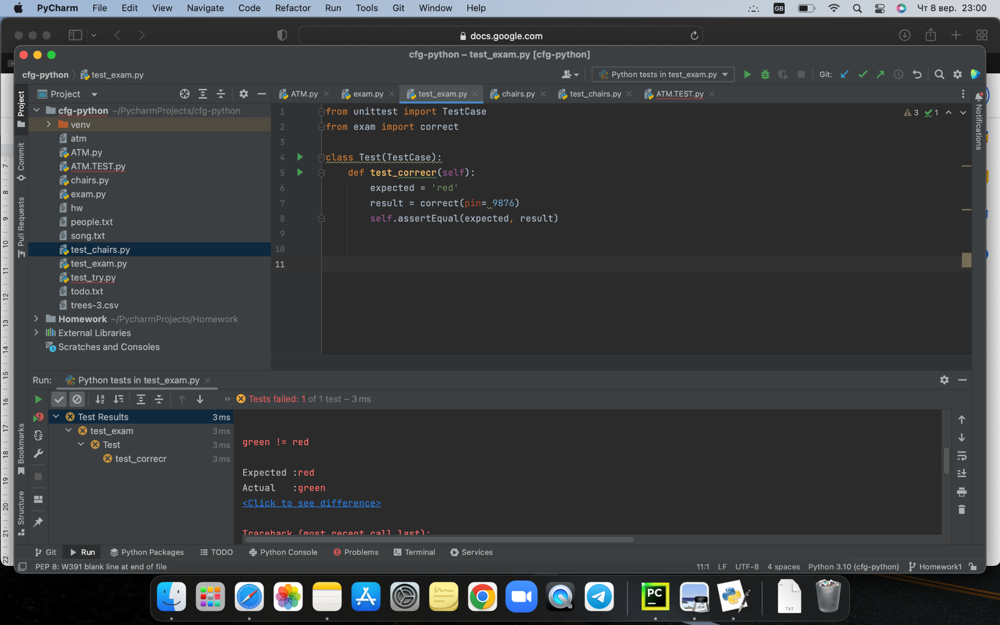 PyCharm File Edit View Navigate Code Refactor Run Tools Git Window Help GB Чт 8 вер. 23:00
docs.google.com
cfg-python – test_exam.py [cfg-python]
cfg-python test_exam.py Python tests in test_exam.py Git:
Project ATM.py exam.py test_exam.py chairs.py test_chairs.py ATM.TEST.py
Project
Commit
Pull Requests
Bookmarks
Structure
Notifications
cfg-python ~/PycharmProjects/cfg-python
venv
atm
ATM.py
ATM.TEST.py
chairs.py
exam.py
hw
people.txt
song.txt
test_chairs.py
test_exam.py
test_try.py
todo.txt
trees-3.csv
Homework ~/PycharmProjects/Homework
External Libraries
Scratches and Consoles
1 from unittest import TestCase
2 from exam import correct
3
4 class Test(TestCase):
5 def test_correcr(self):
6 expected = 'red'
7 result = correct(pin= 9876)
8 self.assertEqual(expected, result)
9
10
11
3 1
7
8
9
10
11
12
13
14
15
16
17
18
19
20
21
22
Run: Python tests in test_exam.py
Tests failed: 1 of 1 test – 3 ms
Test Results 3 ms
test_exam 3 ms
Test 3 ms
test_correcr 3 ms
green != red
Expected :red
Actual :green
<Click to see difference>
Traceback (most recent call last):
Git Run Python Packages TODO Python Console Problems Terminal Services
PEP 8: W391 blank line at end of file 11:1 LF UTF-8 4 spaces Python 3.10 (cfg-python) Homework1
PC
TXT